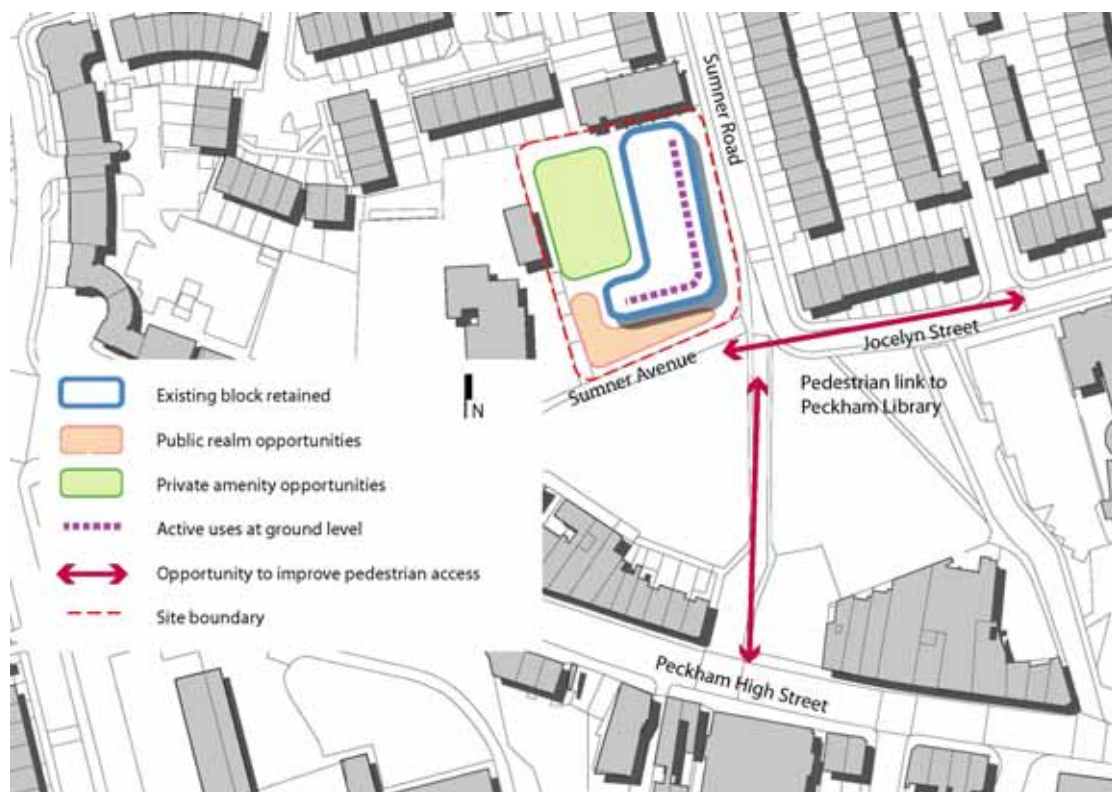 Sumner Road
Jocelyn Street
Sumner Avenue
Pedestrian link to
Peckham Library
N
Existing block retained
Public realm opportunities
Private amenity opportunities
Active uses at ground level
Opportunity to improve pedestrian access
Site boundary
Peckham High Street